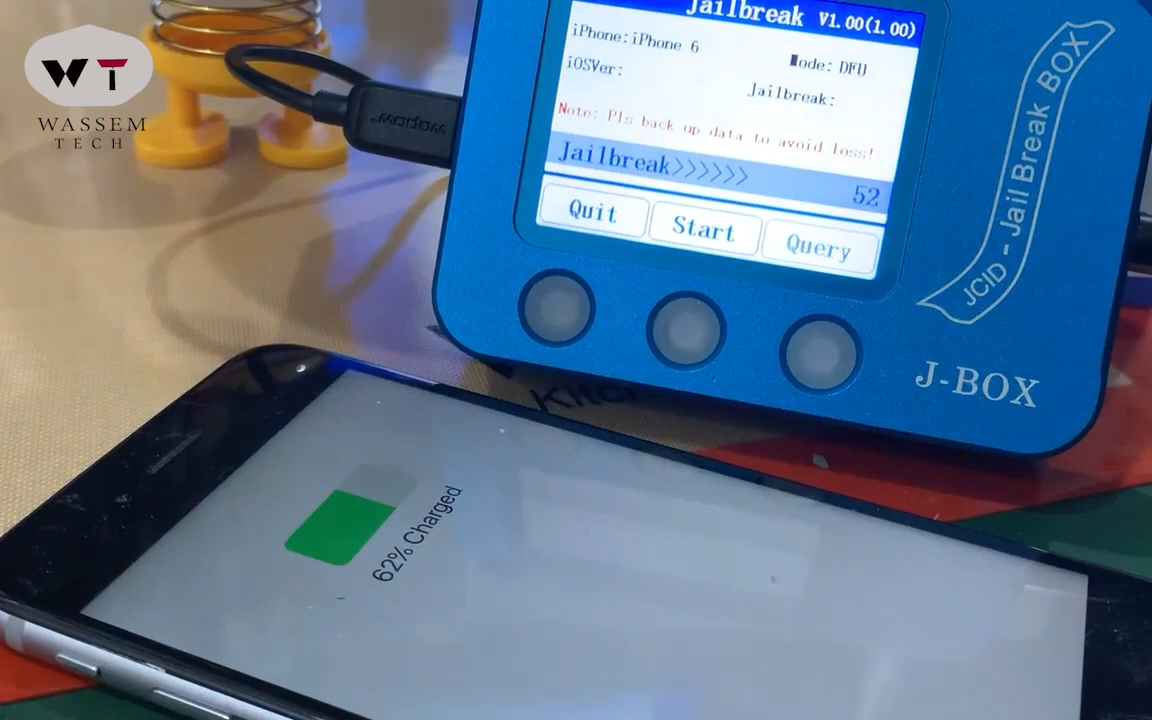 WT
WASSEM
TECH
Jailbreak V1.00(1.00)
iPhone:iPhone 6
Mode: DFU
iOSVer:
Jailbreak:
Note: Pls back up data to avoid loss!
Jailbreak>>>>>>
52
Quit
Start
Query
JCID - Jail Break BOX
J-BOX
62% Charged